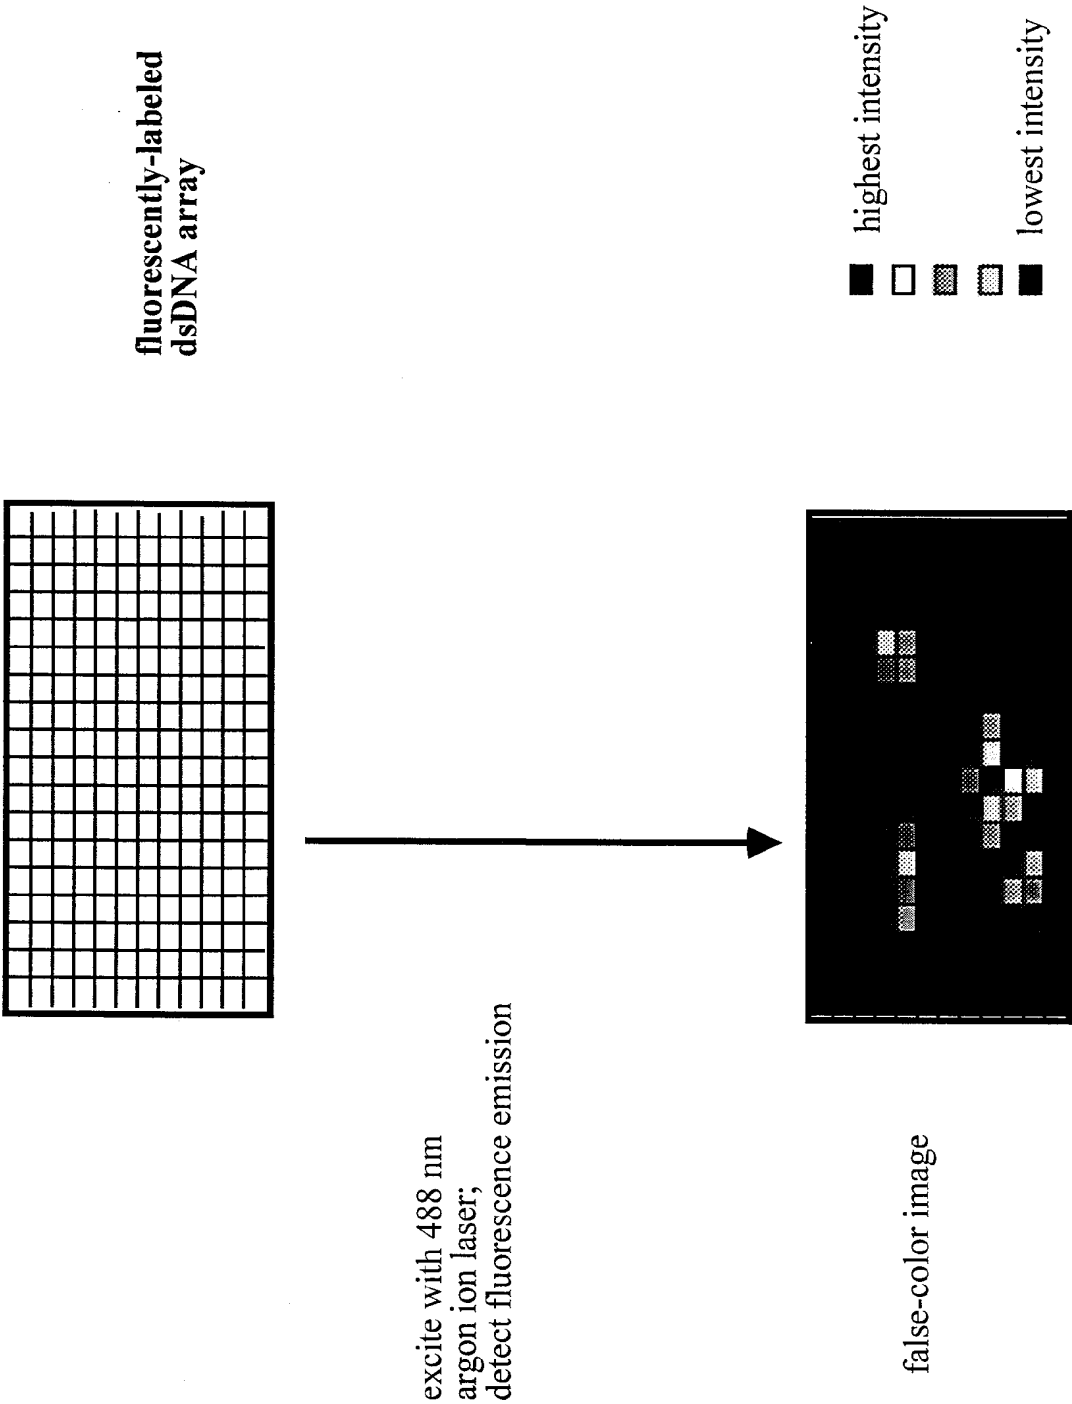 fluorescently-labeled
dsDNA array
excite with 488 nm
argon ion laser;
detect fluorescence emission
false-color image
highest intensity
lowest intensity